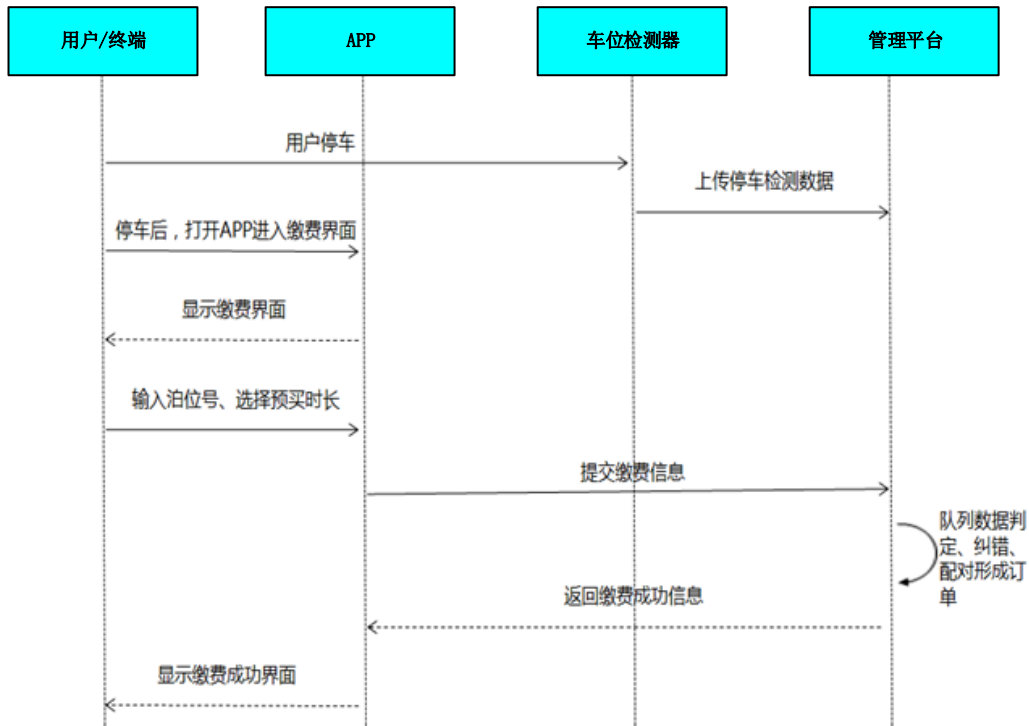 用户/终端
APP
车位检测器
管理平台
用户停车
上传停车检测数据
停车后，打开APP进入缴费界面
显示缴费界面
输入泊位号、选择预买时长
提交缴费信息
队列数据判
定、纠错、
配对形成订
单
返回缴费成功信息
显示缴费成功界面